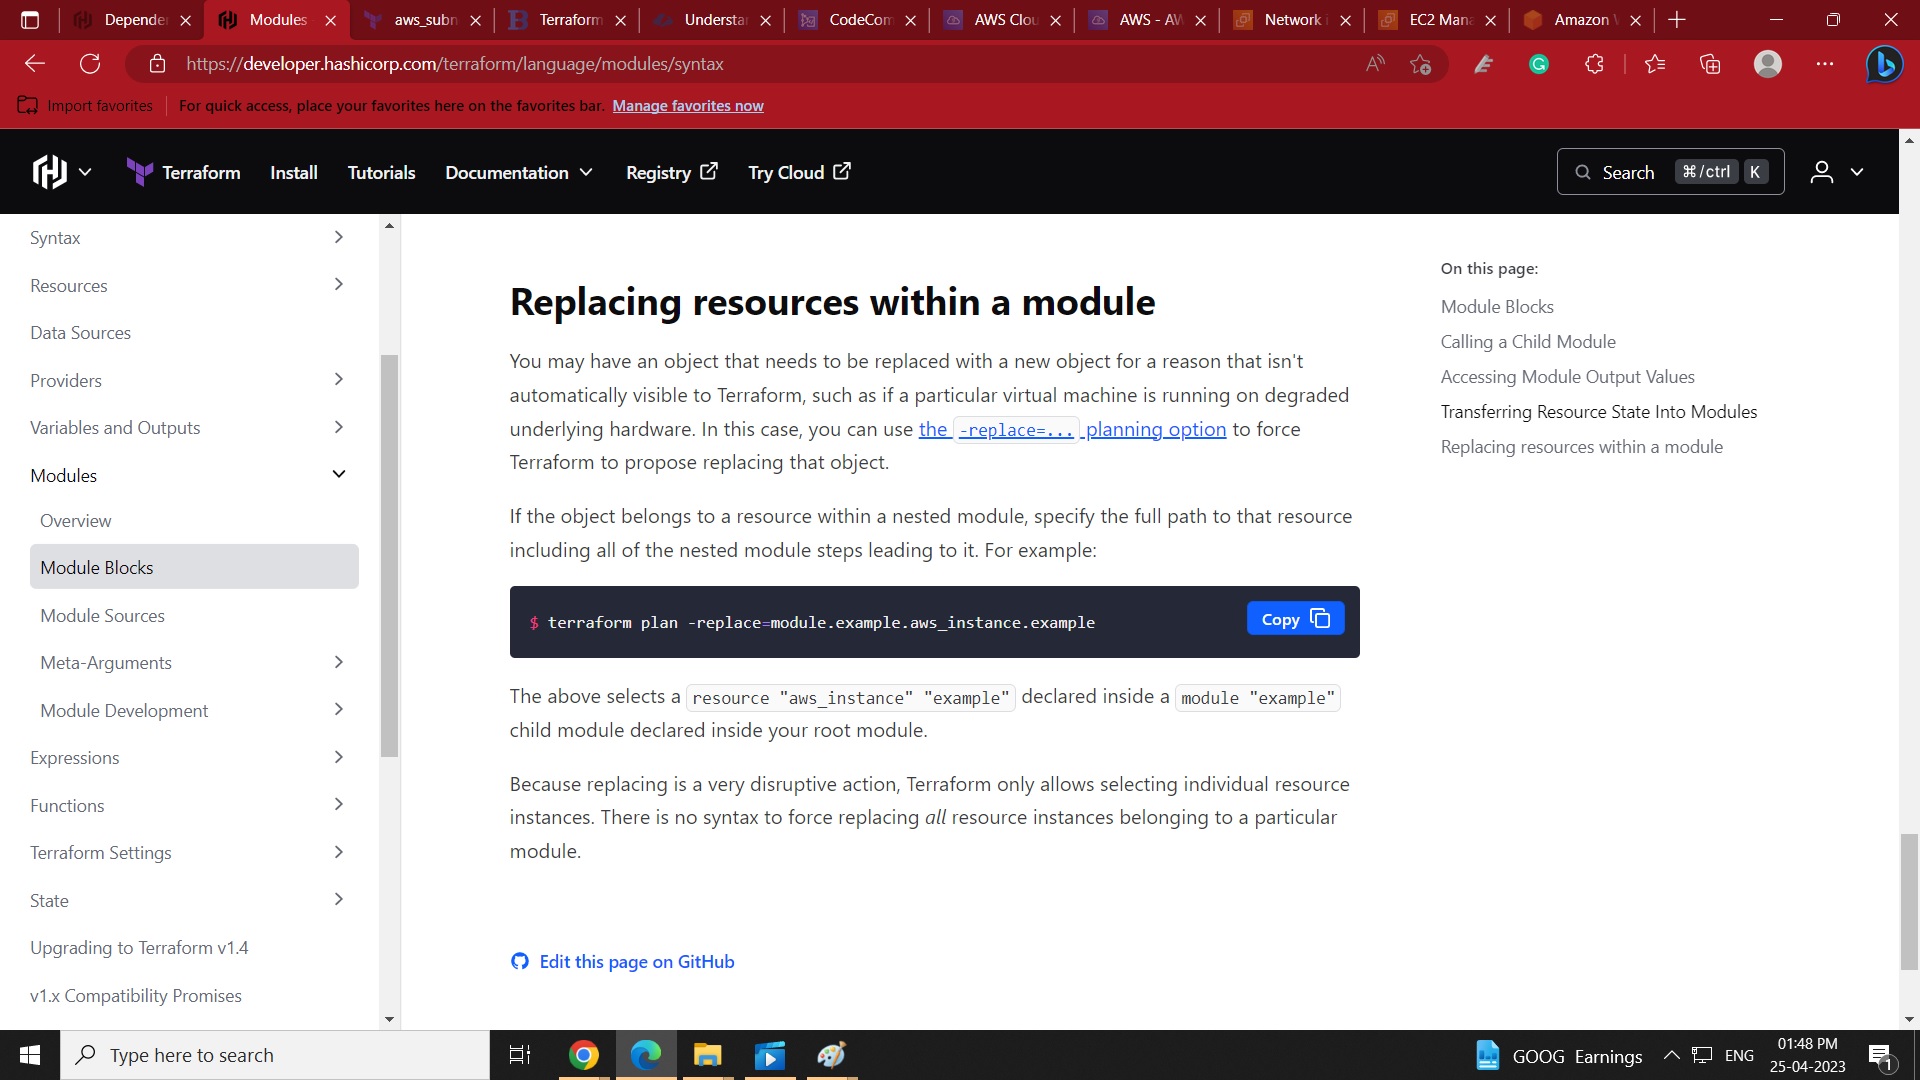 Depende
Modules
aws_subn
Terraform
Understa
CodeCom
AWS Clou
AWS - AW
Network i
EC2 Mana
Amazon
https://developer.hashicorp.com/terraform/language/modules/syntax
Import favorites
For quick access, place your favorites here on the favorites bar. Manage favorites now
Terraform
Install
Tutorials
Documentation
Registry
Try Cloud
Search
⌘/ctrl
K
Syntax
Resources
Data Sources
Providers
Variables and Outputs
Modules
Overview
Module Blocks
Module Sources
Meta-Arguments
Module Development
Expressions
Functions
Terraform Settings
State
Upgrading to Terraform v1.4
v1.x Compatibility Promises
Replacing resources within a module
You may have an object that needs to be replaced with a new object for a reason that isn't
automatically visible to Terraform, such as if a particular virtual machine is running on degraded
underlying hardware. In this case, you can use the -replace=... planning option to force
Terraform to propose replacing that object.
If the object belongs to a resource within a nested module, specify the full path to that resource
including all of the nested module steps leading to it. For example:
$ terraform plan -replace=module.example.aws_instance.example
Copy
The above selects a resource "aws_instance" "example" declared inside a module "example"
child module declared inside your root module.
Because replacing is a very disruptive action, Terraform only allows selecting individual resource
instances. There is no syntax to force replacing all resource instances belonging to a particular
module.
Edit this page on GitHub
On this page:
Module Blocks
Calling a Child Module
Accessing Module Output Values
Transferring Resource State Into Modules
Replacing resources within a module
Type here to search
GOOG Earnings
ENG
01:48 PM
25-04-2023
1